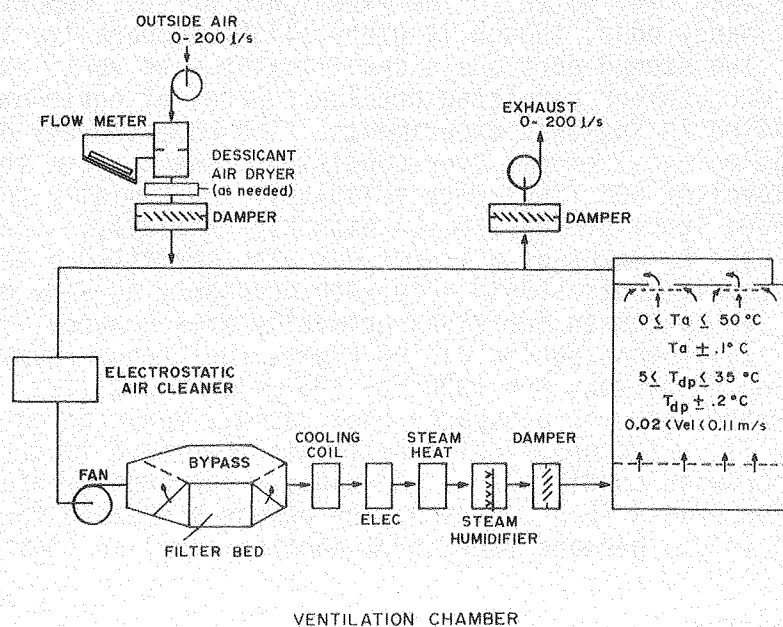 OUTSIDE AIR
0-200 l/s
FLOW METER
DESSICANT
AIR DRYER
(as needed)
DAMPER
EXHAUST
0-200 l/s
DAMPER
0 ≤ Ta ≤ 50 °C
Ta ± .1° C
5 ≤ Tdp ≤ 35 °C
Tdp ± .2 °C
0.02 < Vel < 0.11 m/s
ELECTROSTATIC
AIR CLEANER
FAN
BYPASS
FILTER BED
COOLING
COIL
ELEC
STEAM
HEAT
STEAM
HUMIDIFIER
DAMPER
VENTILATION CHAMBER